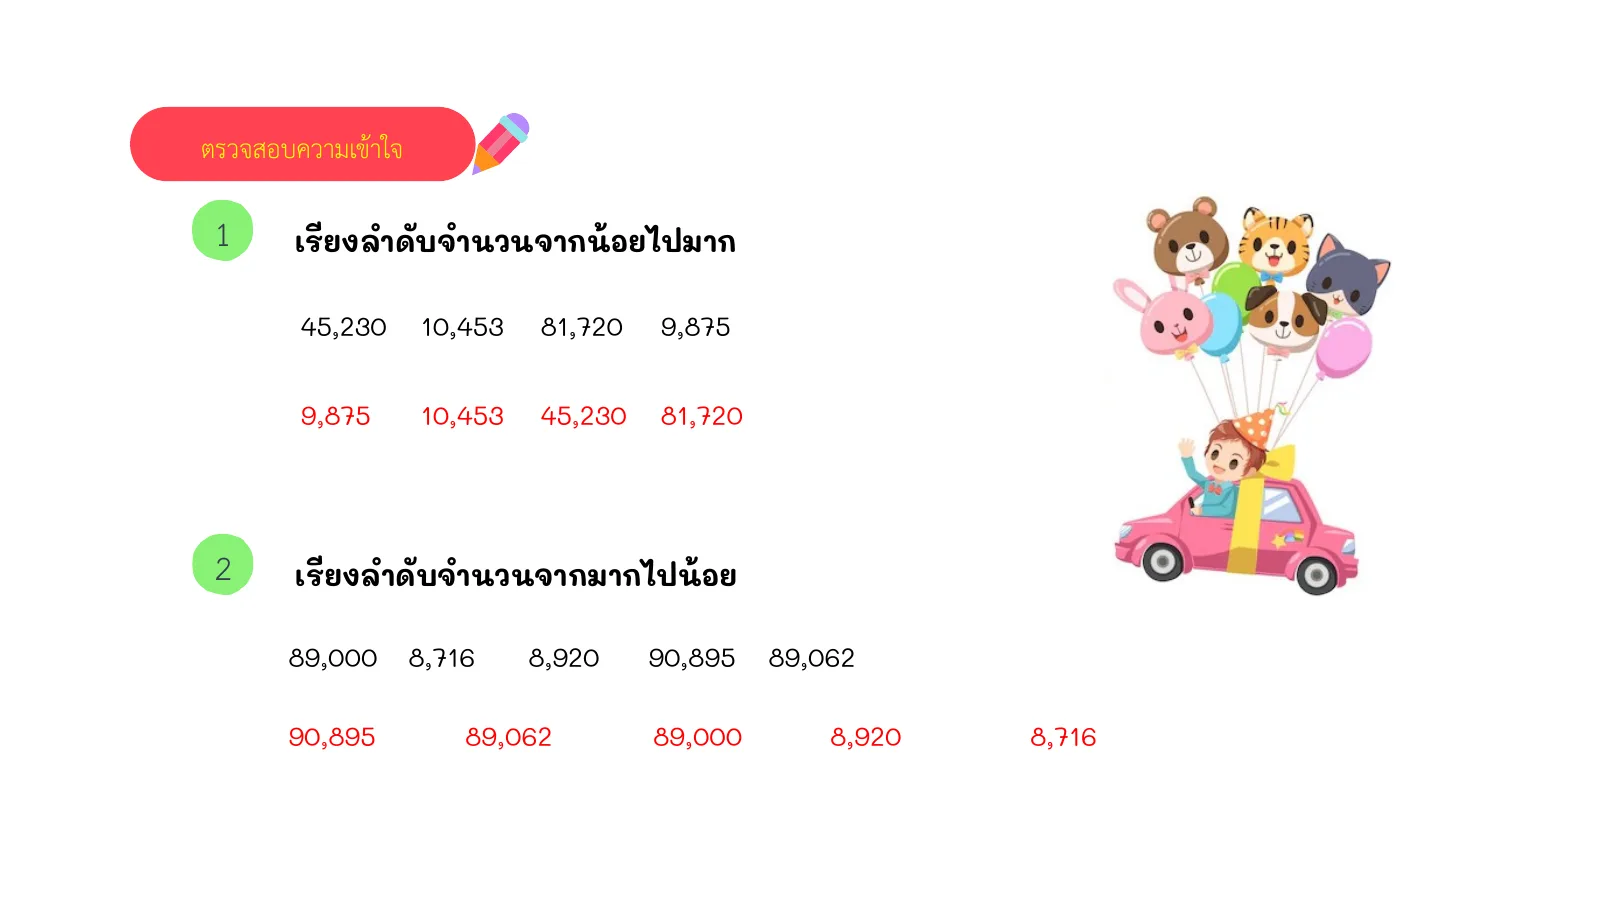 ตรวจสอบความเข้าใจ
1 เรียงลำดับจำนวนจากน้อยไปมาก
45,230 10,453 81,720 9,875
9,875 10,453 45,230 81,720
2 เรียงลำดับจำนวนจากมากไปน้อย
89,000 8,716 8,920 90,895 89,062
90,895 89,062 89,000 8,920 8,716